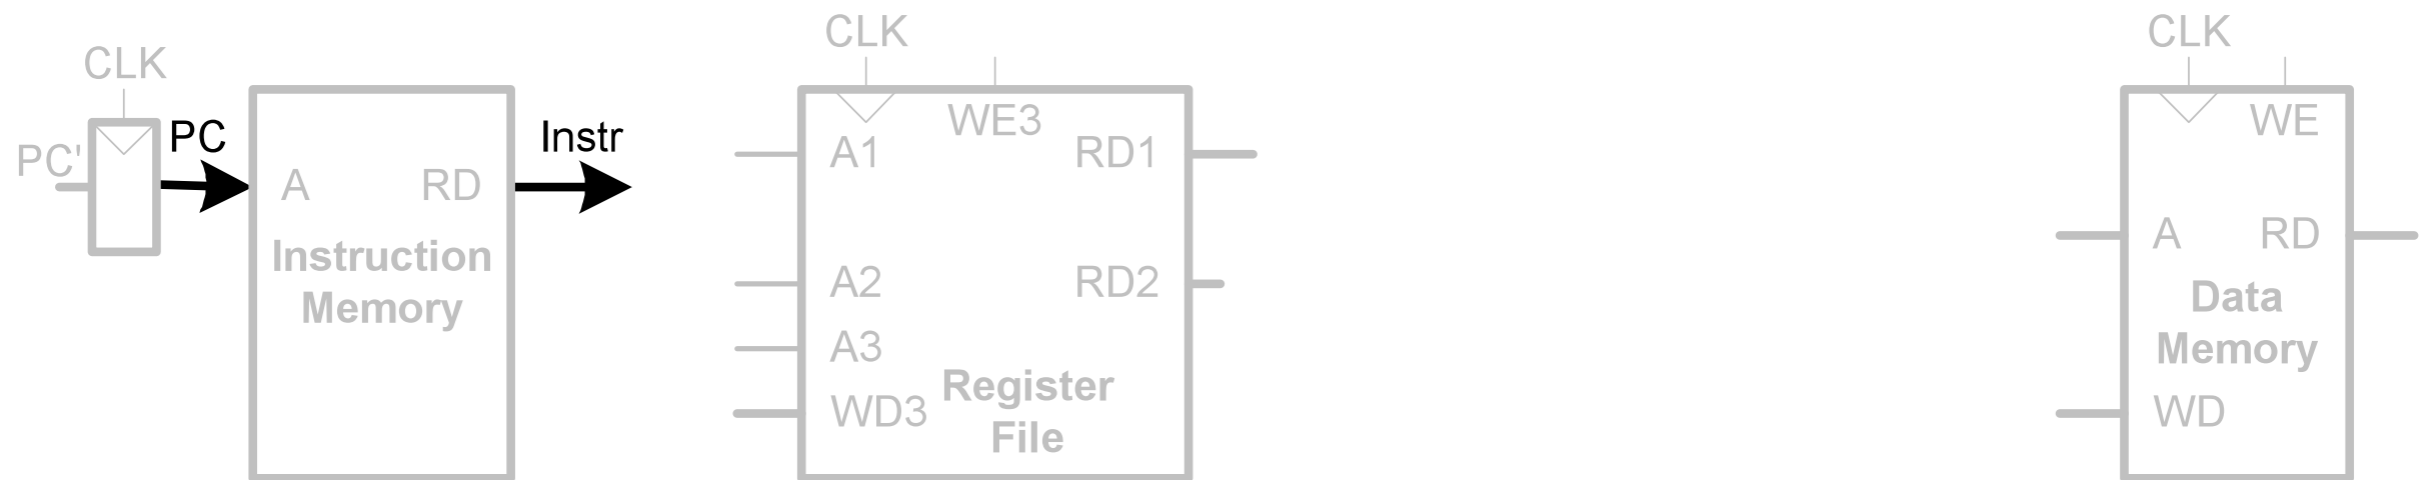 CLK
PC'
PC
A
RD
Instruction
Memory
Instr
CLK
WE3
A1
RD1
A2
RD2
A3
WD3
Register
File
CLK
WE
A
RD
Data
Memory
WD